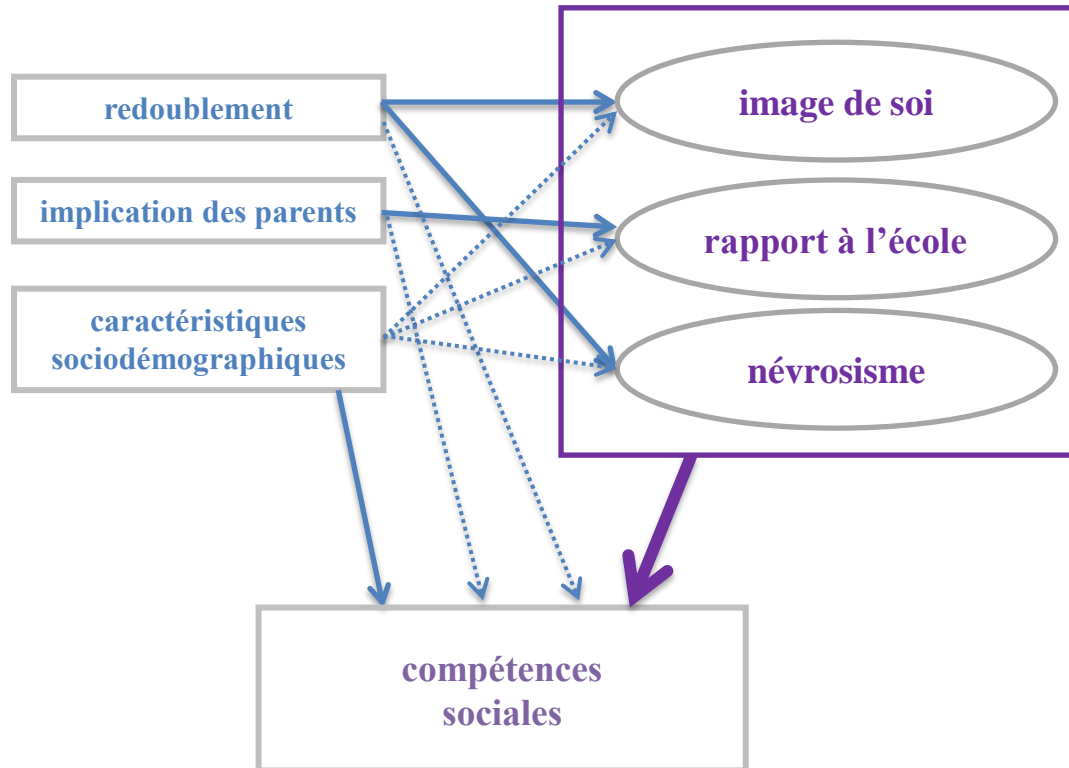 redoublement
implication des parents
caractéristiques
sociodémographiques
image de soi
rapport à l’école
névrosisme
compétences
sociales